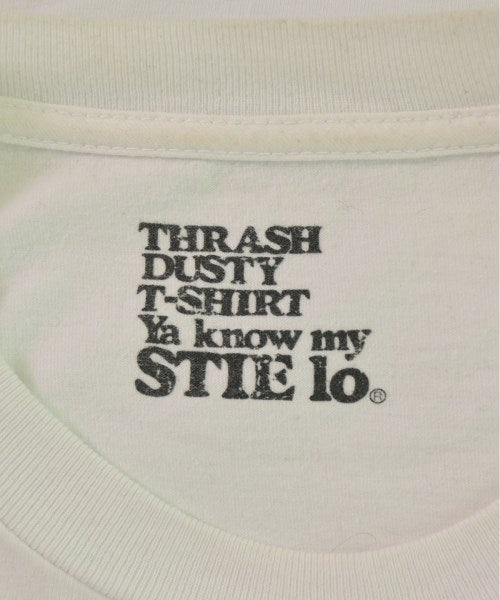 THRASH
DUSTY
T-SHIRT
Ya know my
STIE lo®